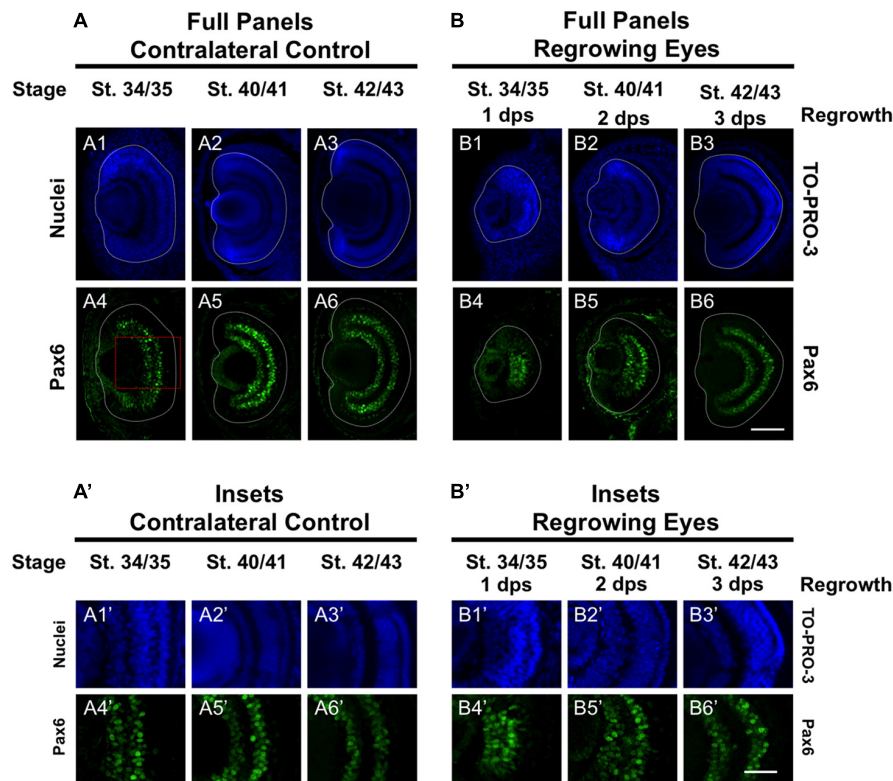 A
Full Panels
Contralateral Control
B
Full Panels
Regrowing Eyes
Stage
St. 34/35
St. 40/41
St. 42/43
St. 34/35
1 dps
St. 40/41
2 dps
St. 42/43
3 dps
Regrowth
Nuclei
A1
A2
A3
B1
B2
B3
TO-PRO-3
Pax6
A4
A5
A6
B4
B5
B6
Pax6
A'
Insets
Contralateral Control
B'
Insets
Regrowing Eyes
Stage
St. 34/35
St. 40/41
St. 42/43
St. 34/35
1 dps
St. 40/41
2 dps
St. 42/43
3 dps
Regrowth
Nuclei
A1'
A2'
A3'
B1'
B2'
B3'
TO-PRO-3
Pax6
A4'
A5'
A6'
B4'
B5'
B6'
Pax6